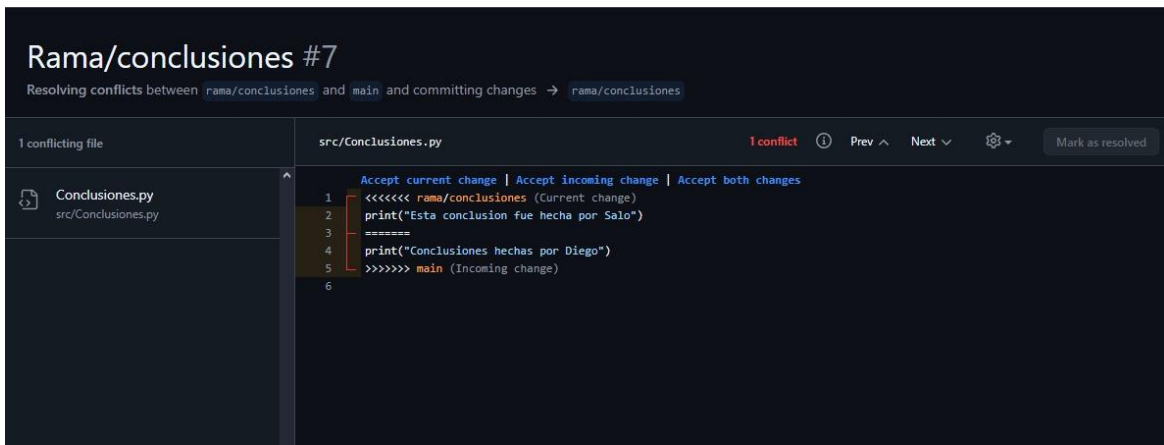 Rama/conclusiones #7
Resolving conflicts between rama/conclusiones and main and committing changes → rama/conclusiones
1 conflicting file
src/Conclusiones.py
1 conflict
Prev
Next
Mark as resolved
Conclusiones.py
src/Conclusiones.py
Accept current change | Accept incoming change | Accept both changes
1 <<<<<<< rama/conclusiones (Current change)
2 print("Esta conclusion fue hecha por Salo")
3 =======
4 print("Conclusiones hechas por Diego")
5 >>>>>>> main (Incoming change)
6